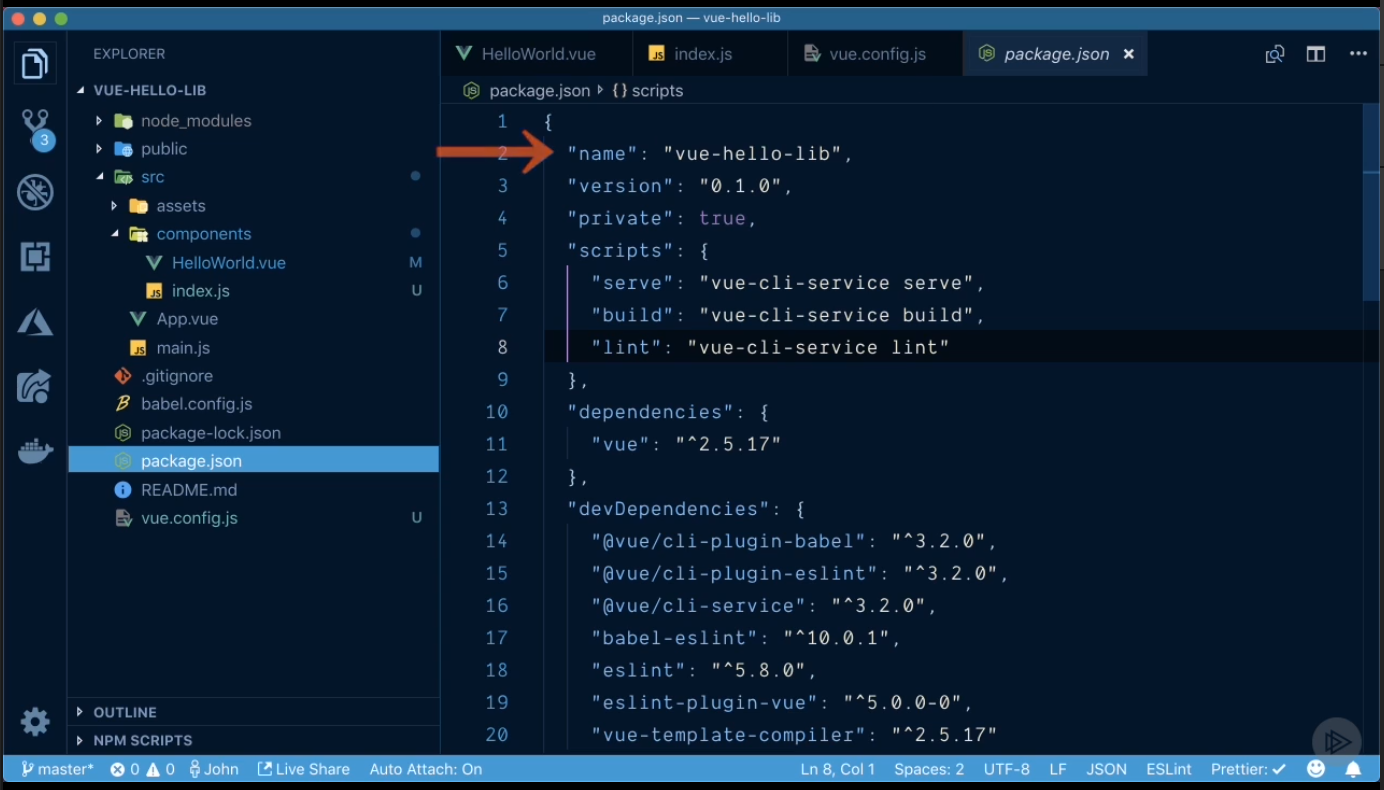 package.json — vue-hello-lib
EXPLORER
VUE-HELLO-LIB
node_modules
public
src
assets
components
HelloWorld.vue M
index.js U
App.vue
main.js
.gitignore
babel.config.js
package-lock.json
package.json
README.md
vue.config.js U
OUTLINE
NPM SCRIPTS
3
HelloWorld.vue index.js vue.config.js package.json ×
package.json {} scripts
1 {
2 "name": "vue-hello-lib",
3 "version": "0.1.0",
4 "private": true,
5 "scripts": {
6 "serve": "vue-cli-service serve",
7 "build": "vue-cli-service build",
8 "lint": "vue-cli-service lint"
9 },
10 "dependencies": {
11 "vue": "^2.5.17"
12 },
13 "devDependencies": {
14 "@vue/cli-plugin-babel": "^3.2.0",
15 "@vue/cli-plugin-eslint": "^3.2.0",
16 "@vue/cli-service": "^3.2.0",
17 "babel-eslint": "^10.0.1",
18 "eslint": "^5.8.0",
19 "eslint-plugin-vue": "^5.0.0-0",
20 "vue-template-compiler": "^2.5.17"
master* 0 0 John Live Share Auto Attach: On Ln 8, Col 1 Spaces: 2 UTF-8 LF JSON ESLint Prettier: ✓